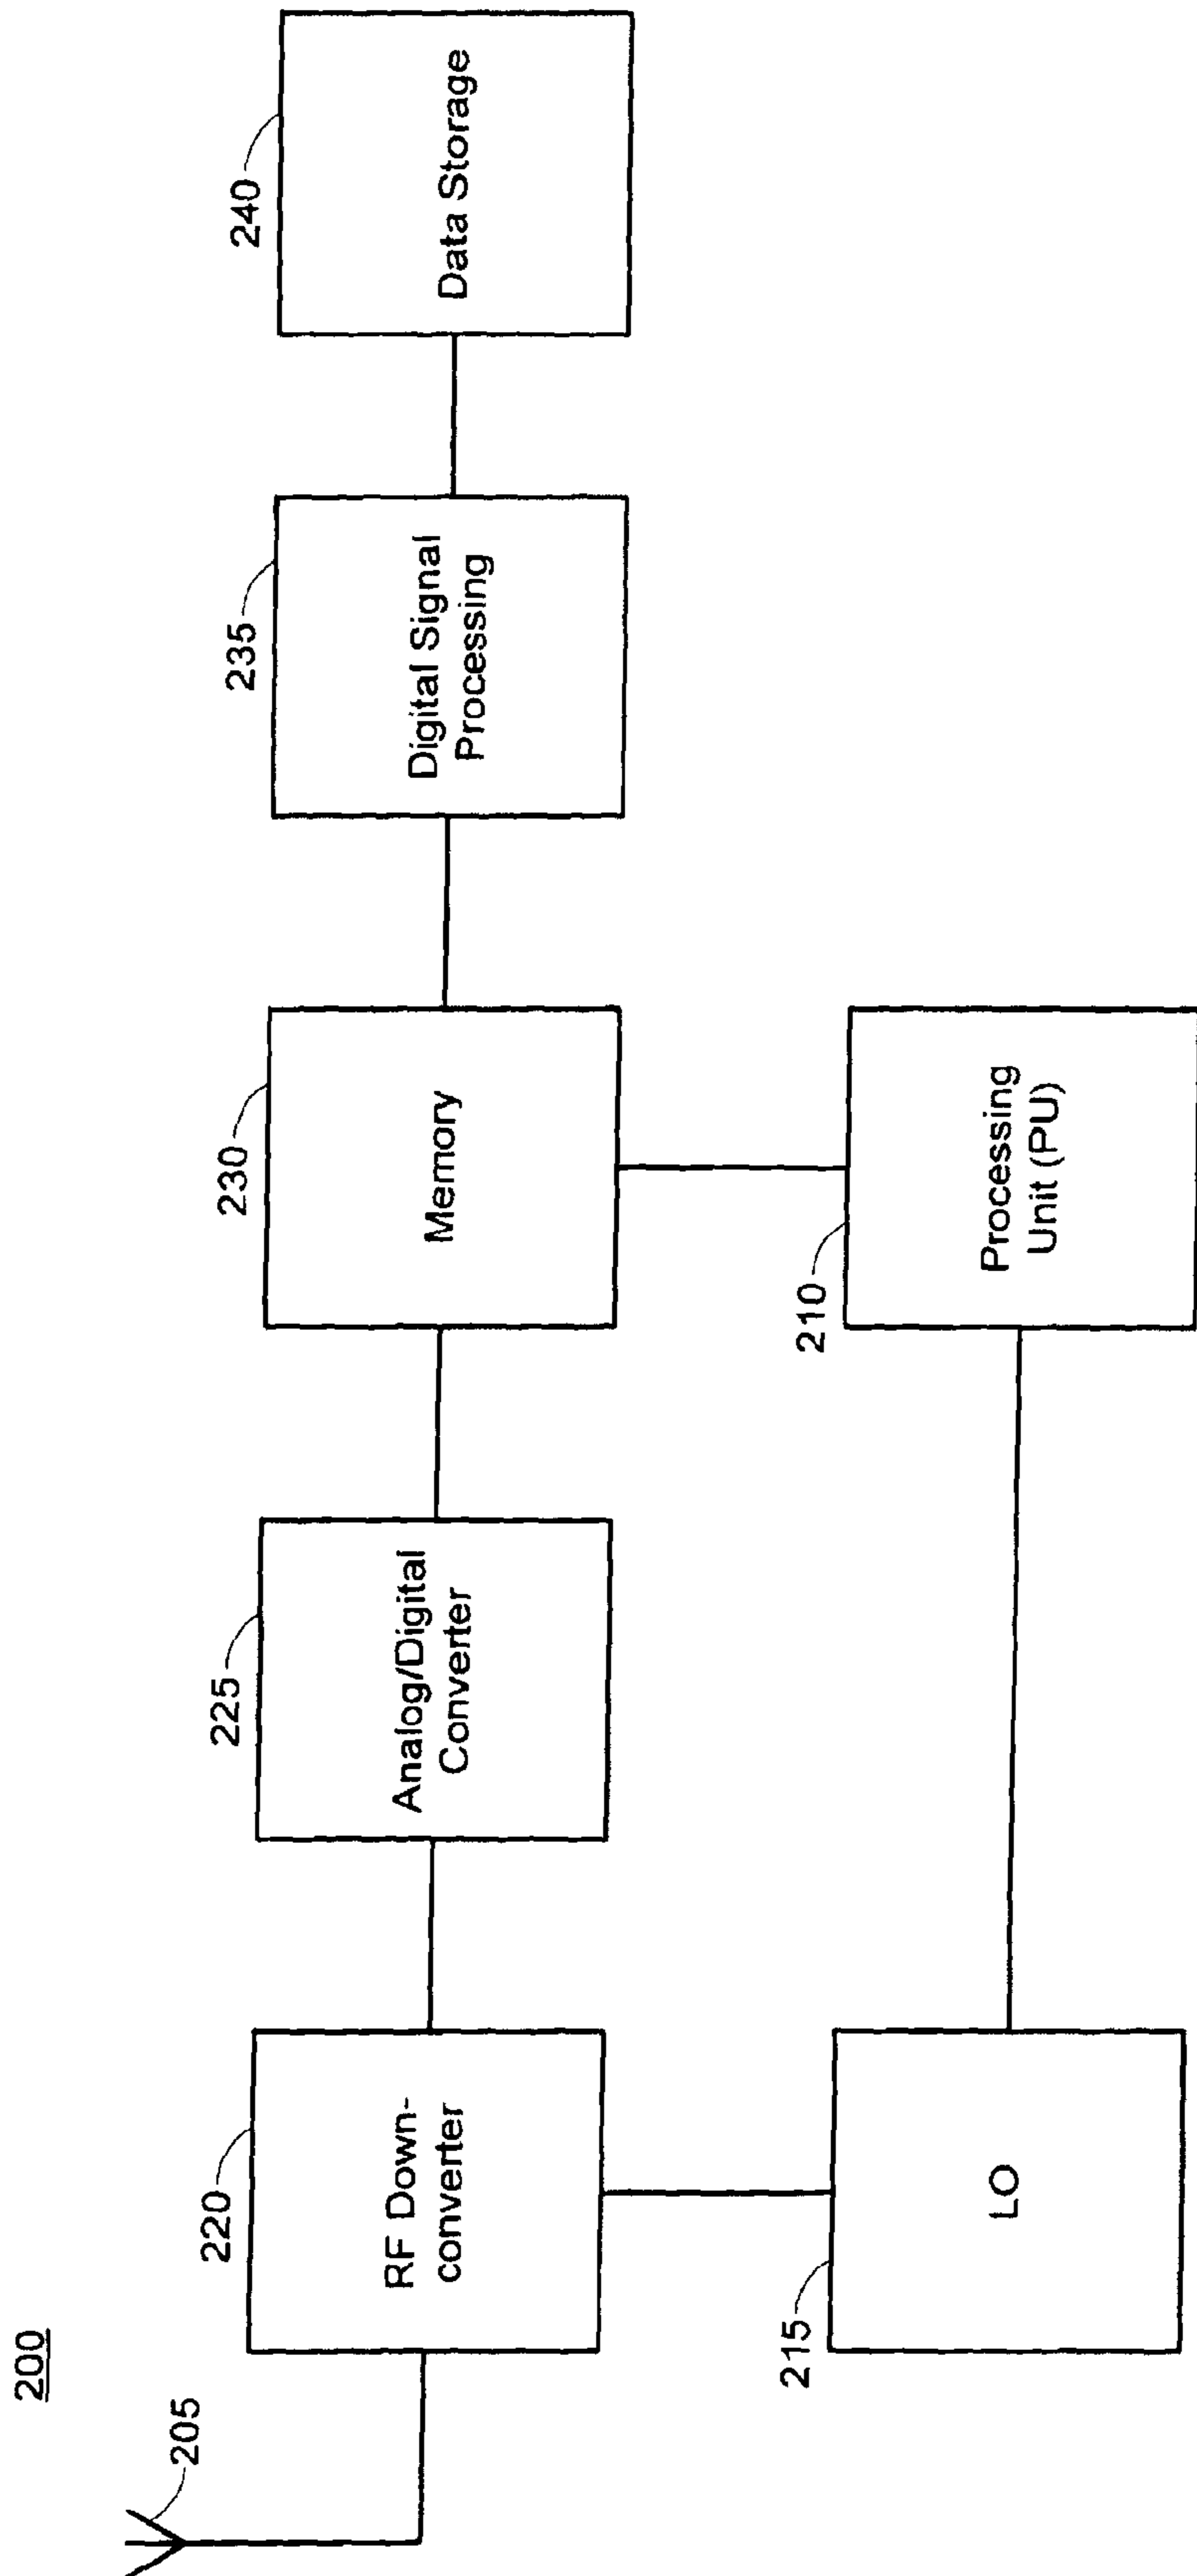 200
205
220
RF Down-
converter
225
Analog/Digital
Converter
230
Memory
235
Digital Signal
Processing
240
Data Storage
215
LO
210
Processing
Unit (PU)